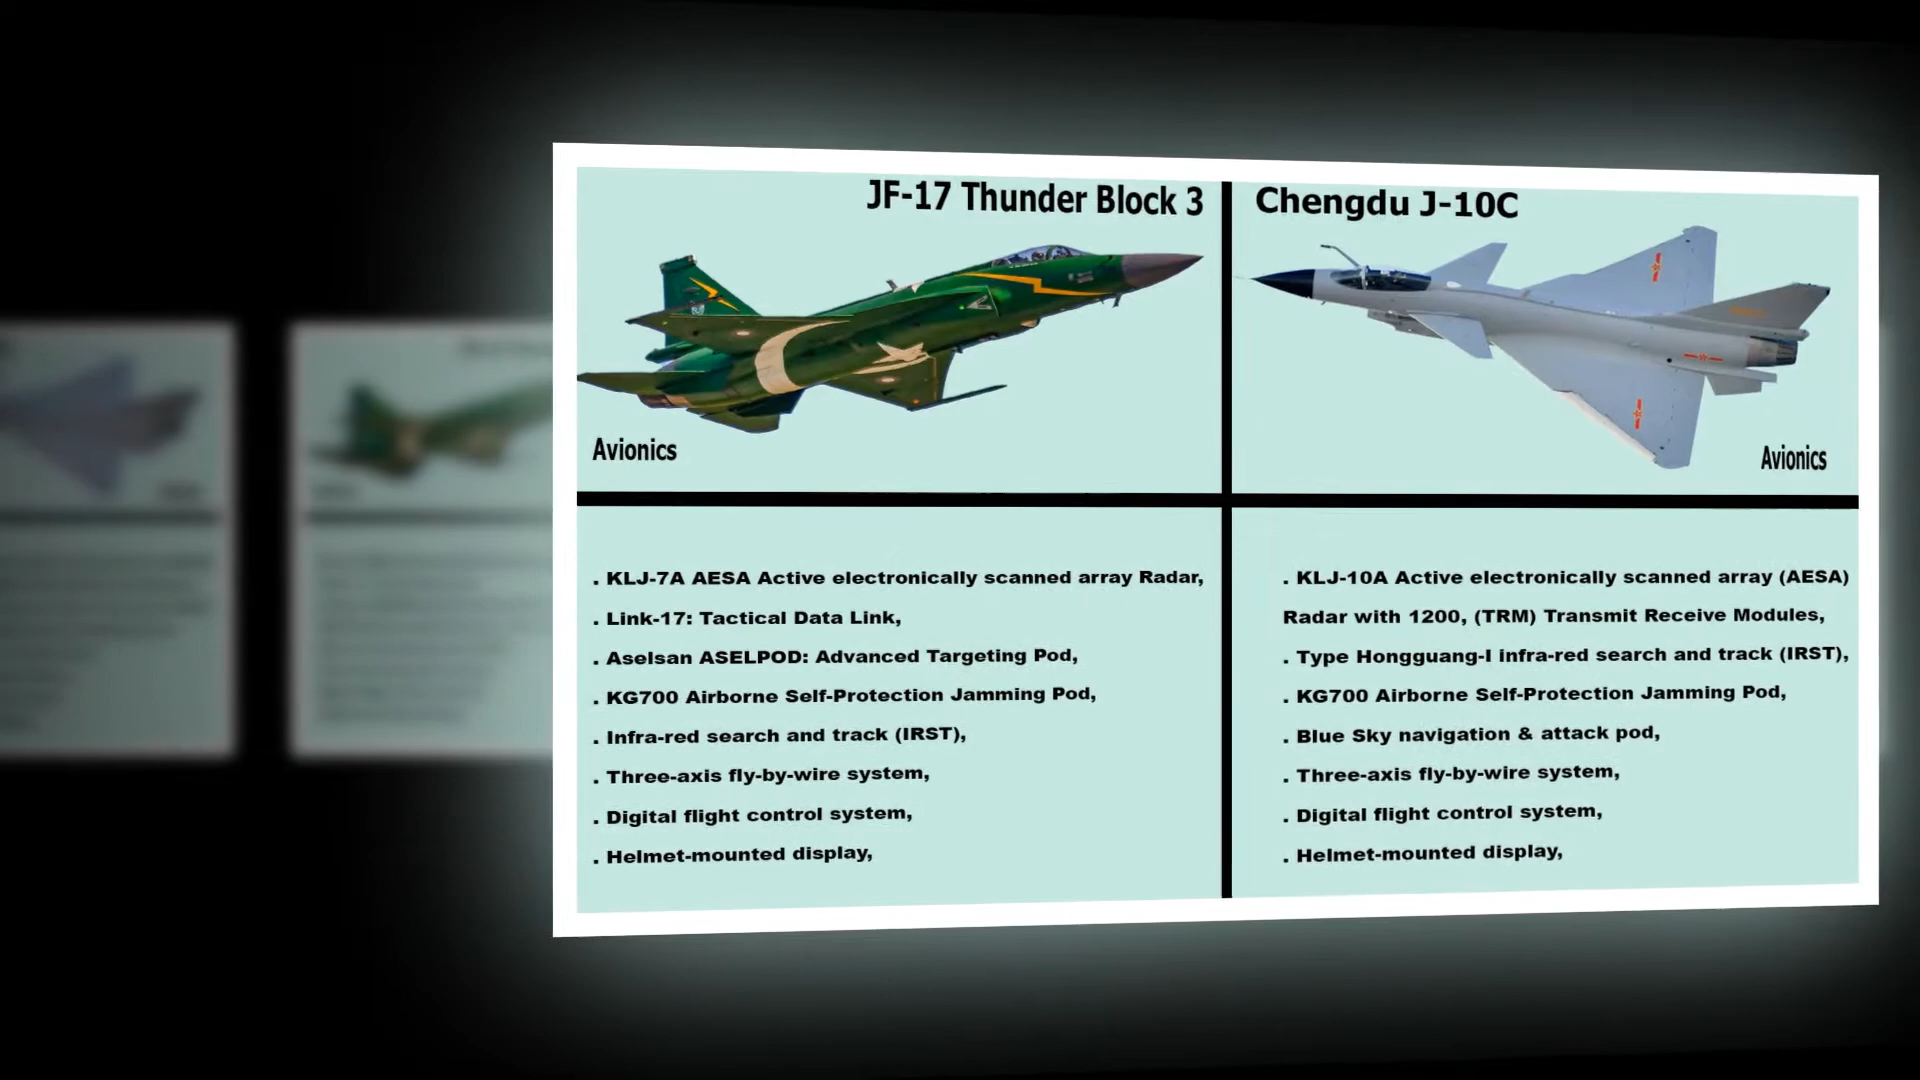 JF-17 Thunder Block 3
Avionics
. KLJ-7A AESA Active electronically scanned array Radar,
. Link-17: Tactical Data Link,
. Aselsan ASELPOD: Advanced Targeting Pod,
. KG700 Airborne Self-Protection Jamming Pod,
. Infra-red search and track (IRST),
. Three-axis fly-by-wire system,
. Digital flight control system,
. Helmet-mounted display,
Chengdu J-10C
Avionics
. KLJ-10A Active electronically scanned array (AESA)
Radar with 1200, (TRM) Transmit Receive Modules,
. Type Hongguang-I infra-red search and track (IRST),
. KG700 Airborne Self-Protection Jamming Pod,
. Blue Sky navigation & attack pod,
. Three-axis fly-by-wire system,
. Digital flight control system,
. Helmet-mounted display,